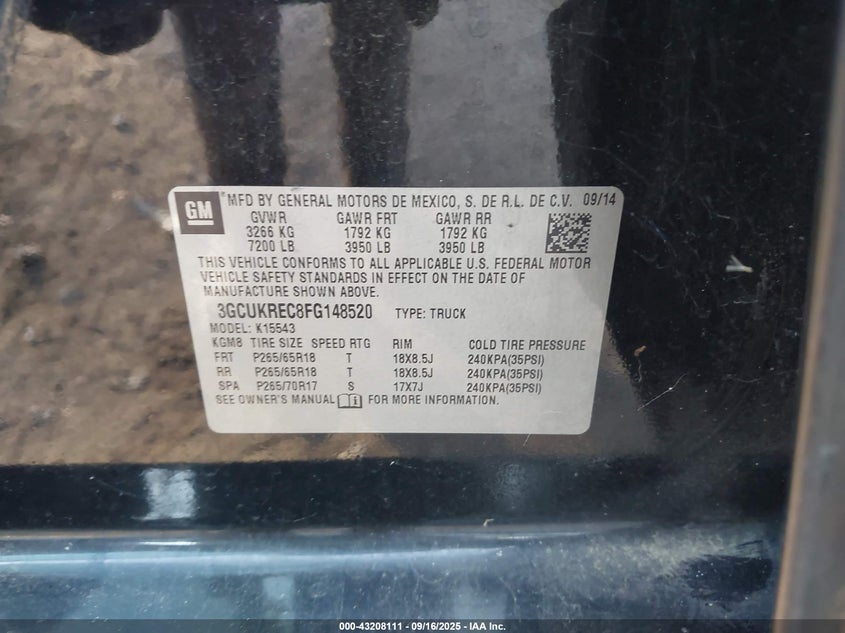 GM
MFD BY GENERAL MOTORS DE MEXICO, S. DE R.L. DE C.V. 09/14
GVWR GAWR FRT GAWR RR
3266 KG 1792 KG 1792 KG
7200 LB 3950 LB 3950 LB
THIS VEHICLE CONFORMS TO ALL APPLICABLE U.S. FEDERAL MOTOR
VEHICLE SAFETY STANDARDS IN EFFECT ON THE DATE OF
MANUFACTURE SHOWN ABOVE.
3GCUKREC8FG148520 TYPE: TRUCK
MODEL: K15543
KGM8 TIRE SIZE SPEED RTG RIM COLD TIRE PRESSURE
FRT P265/65R18 T 18X8.5J 240KPA(35PSI)
RR P265/65R18 T 18X8.5J 240KPA(35PSI)
SPA P265/70R17 S 17X7J 240KPA(35PSI)
SEE OWNER'S MANUAL FOR MORE INFORMATION.
000-43208111 - 09/16/2025 - IAA Inc.